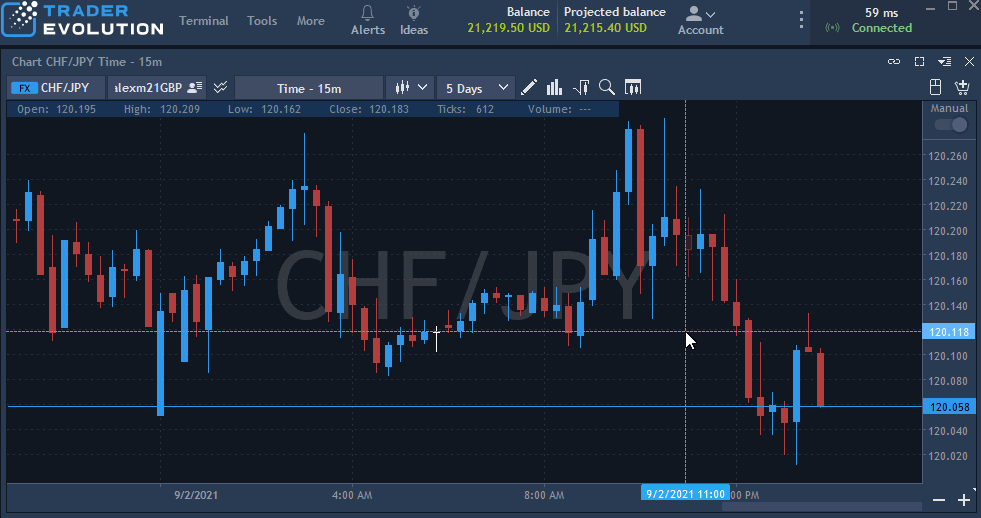 TRADER
EVOLUTION
Terminal Tools More
Alerts
Ideas
Balance
21,219.50 USD
Projected balance
21,215.40 USD
Account
59 ms
Connected
Chart CHF/JPY Time - 15m
FX CHF/JPY
alexm21GBP
Time - 15m
5 Days
Open: 120.195 High: 120.209 Low: 120.162 Close: 120.183 Ticks: 612 Volume: ---
Manual
CHF/JPY
120.260
120.240
120.220
120.200
120.180
120.160
120.140
120.118
120.100
120.080
120.058
120.040
120.020
9/2/2021 4:00 AM 8:00 AM 9/2/2021 11:00 :00 PM